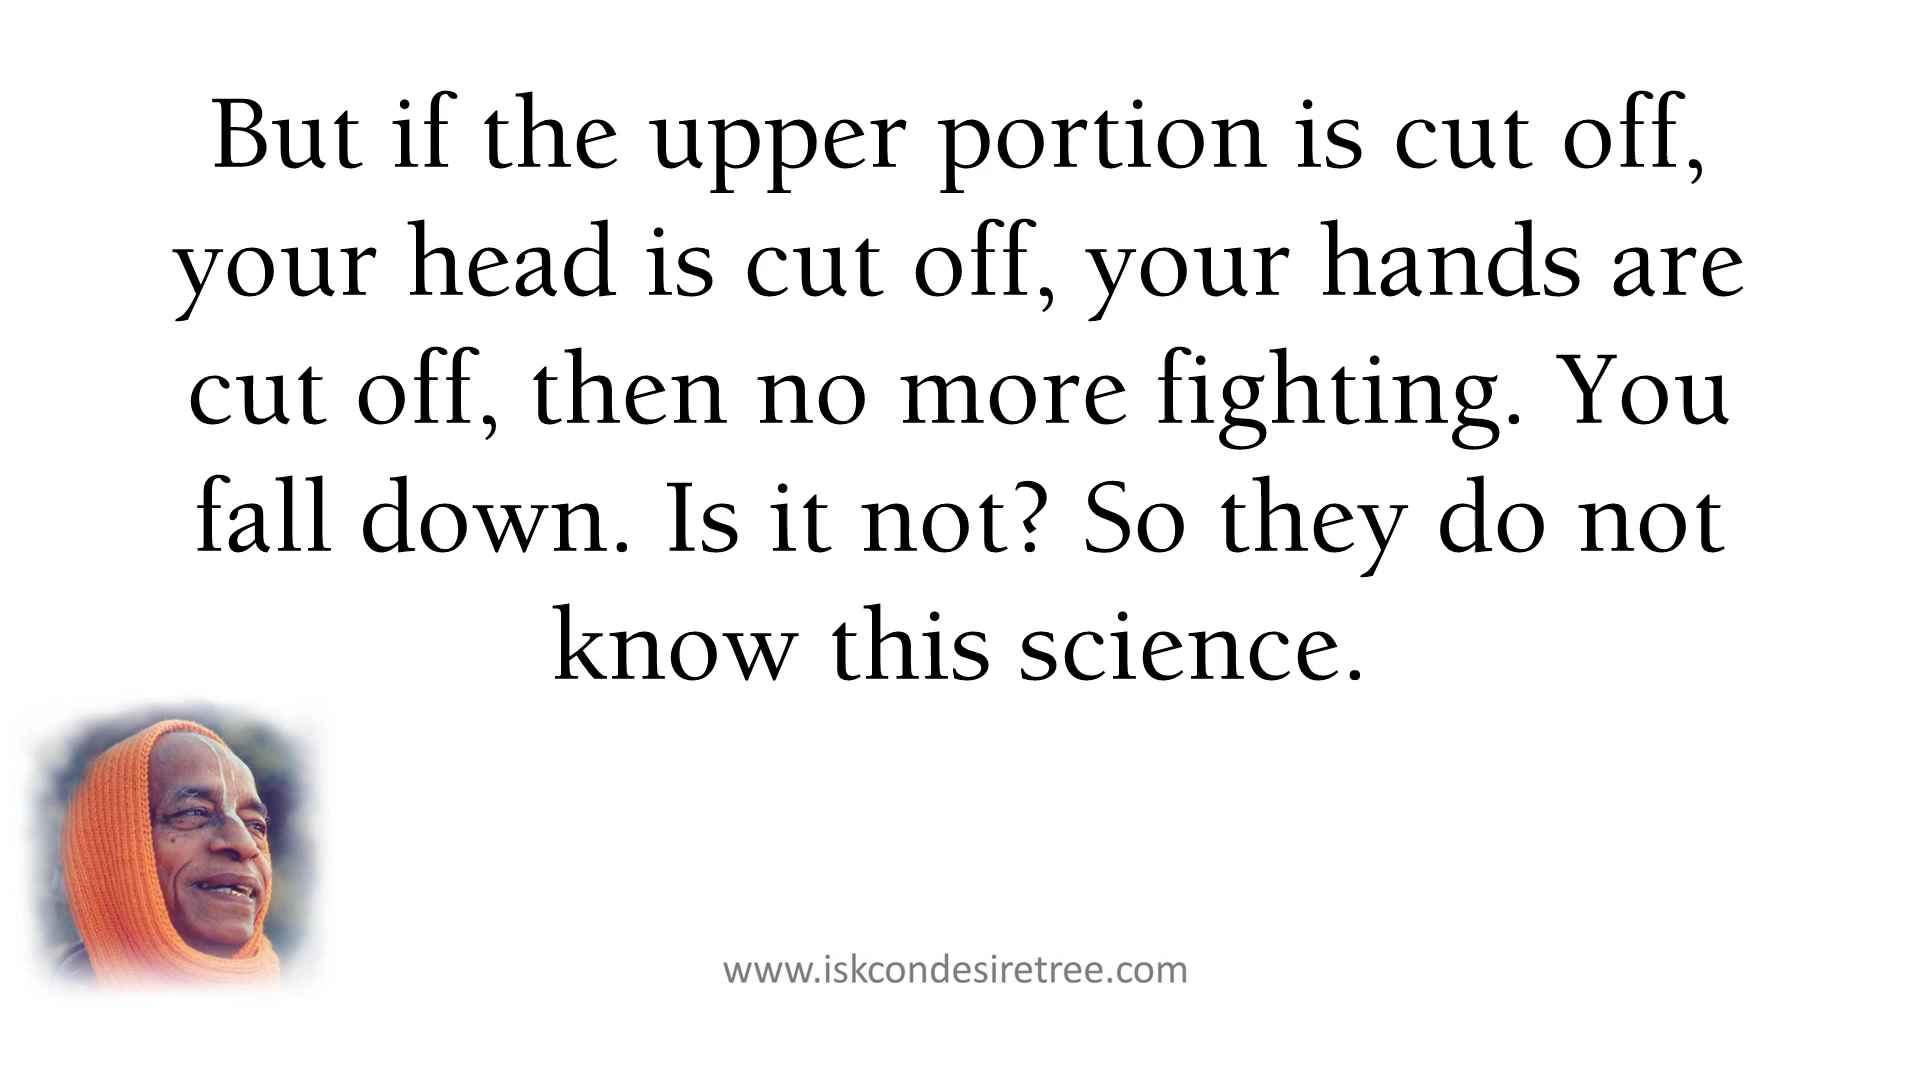 But if the upper portion is cut off,
your head is cut off, your hands are
cut off, then no more fighting. You
fall down. Is it not? So they do not
know this science.
www.iskcondesiretree.com